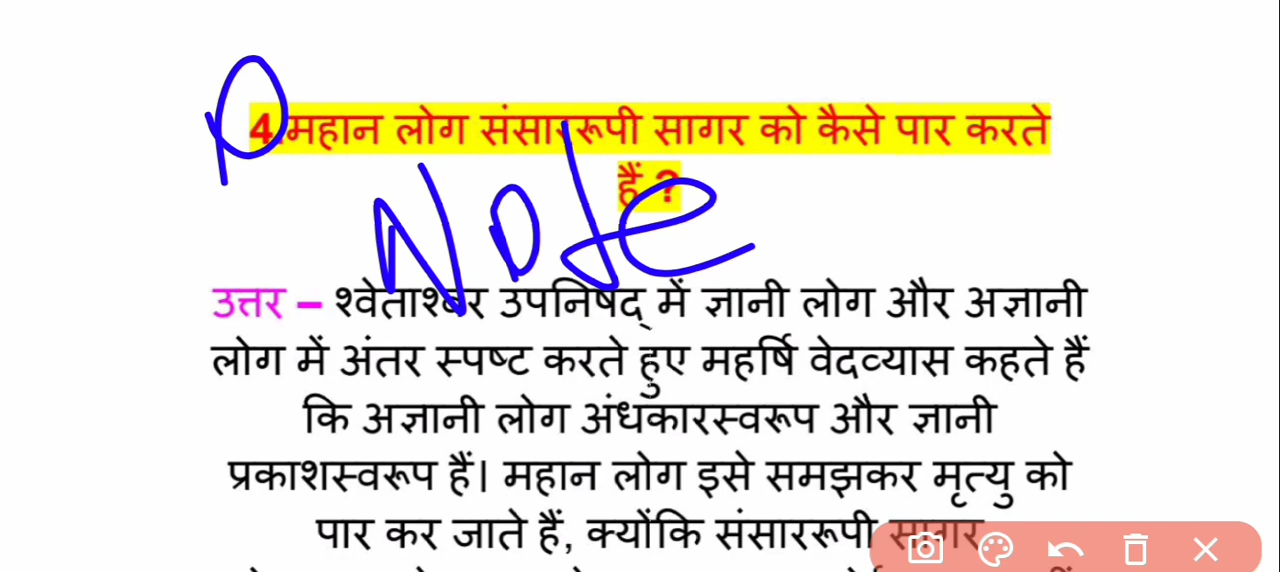 4.महान लोग संसाररूपी सागर को कैसे पार करते
हैं ?
Note
उत्तर – श्वेताश्वर उपनिषद् में ज्ञानी लोग और अज्ञानी
लोग में अंतर स्पष्ट करते हुए महर्षि वेदव्यास कहते हैं
कि अज्ञानी लोग अंधकारस्वरूप और ज्ञानी
प्रकाशस्वरूप हैं। महान लोग इसे समझकर मृत्यु को
पार कर जाते हैं, क्योंकि संसाररूपी सागर